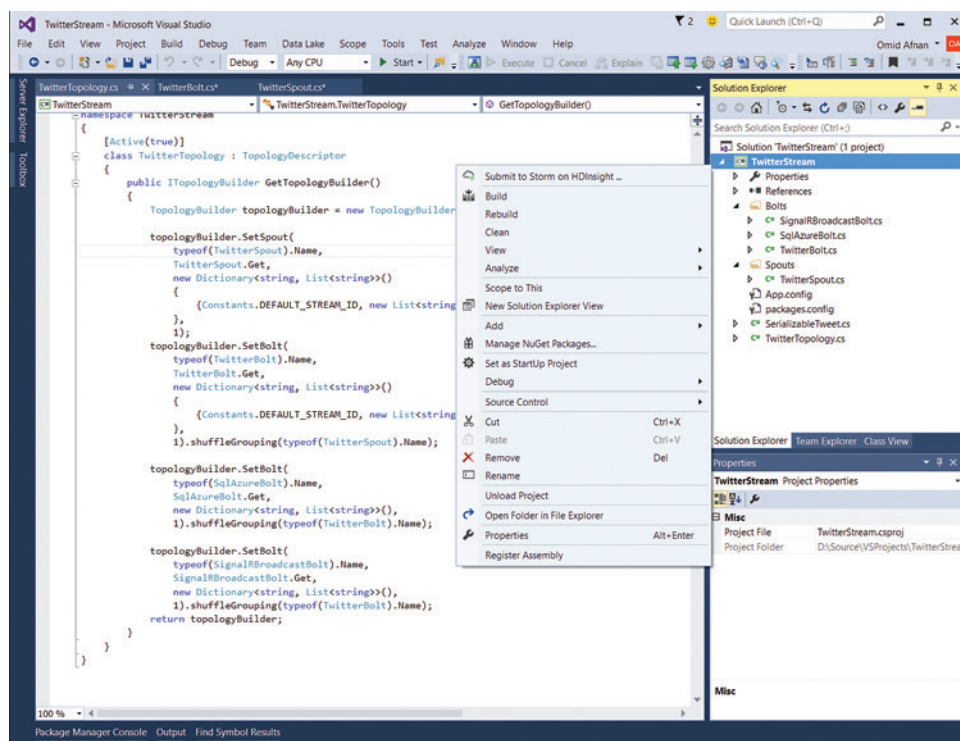 TwitterStream - Microsoft Visual Studio
2
Quick Launch (Ctrl+Q)
File Edit View Project Build Debug Team Data Lake Scope Tools Test Analyze Window Help
Omid Afnan
OA
Debug Any CPU Start Execute Cancel Explain
Server Explorer
Toolbox
TwitterTopology.cs TwitterBolt.cs* TwitterSpout.cs*
TwitterStream TwitterStream.TwitterTopology GetTopologyBuilder()
namespace TwitterStream
{
[Active(true)]
class TwitterTopology : TopologyDescriptor
{
public ITopologyBuilder GetTopologyBuilder()
{
TopologyBuilder topologyBuilder = new TopologyBuilder
topologyBuilder.SetSpout(
typeof(TwitterSpout).Name,
TwitterSpout.Get,
new Dictionary<string, List<string>>()
{
{Constants.DEFAULT_STREAM_ID, new List<string
},
1);
topologyBuilder.SetBolt(
typeof(TwitterBolt).Name,
TwitterBolt.Get,
new Dictionary<string, List<string>>()
{
{Constants.DEFAULT_STREAM_ID, new List<string
},
1).shuffleGrouping(typeof(TwitterSpout).Name);
topologyBuilder.SetBolt(
typeof(SqlAzureBolt).Name,
SqlAzureBolt.Get,
new Dictionary<string, List<string>>(),
1).shuffleGrouping(typeof(TwitterBolt).Name);
topologyBuilder.SetBolt(
typeof(SignalRBroadcastBolt).Name,
SignalRBroadcastBolt.Get,
new Dictionary<string, List<string>>(),
1).shuffleGrouping(typeof(TwitterBolt).Name);
return topologyBuilder;
}
}
}
100 %
Submit to Storm on HDInsight ...
Build
Rebuild
Clean
View
Analyze
Scope to This
New Solution Explorer View
Add
Manage NuGet Packages...
Set as StartUp Project
Debug
Source Control
Cut Ctrl+X
Paste Ctrl+V
Remove Del
Rename
Unload Project
Open Folder in File Explorer
Properties Alt+Enter
Register Assembly
Solution Explorer
Search Solution Explorer (Ctrl+;)
Solution 'TwitterStream' (1 project)
C# TwitterStream
Properties
References
Bolts
C# SignalRBroadcastBolt.cs
C# SqlAzureBolt.cs
C# TwitterBolt.cs
Spouts
C# TwitterSpout.cs
App.config
packages.config
C# SerializableTweet.cs
C# TwitterTopology.cs
Solution Explorer Team Explorer Class View
Properties
TwitterStream Project Properties
Misc
Project File TwitterStream.csproj
Project Folder D:\Source\VSProjects\TwitterStrea
Misc
Package Manager Console Output Find Symbol Results